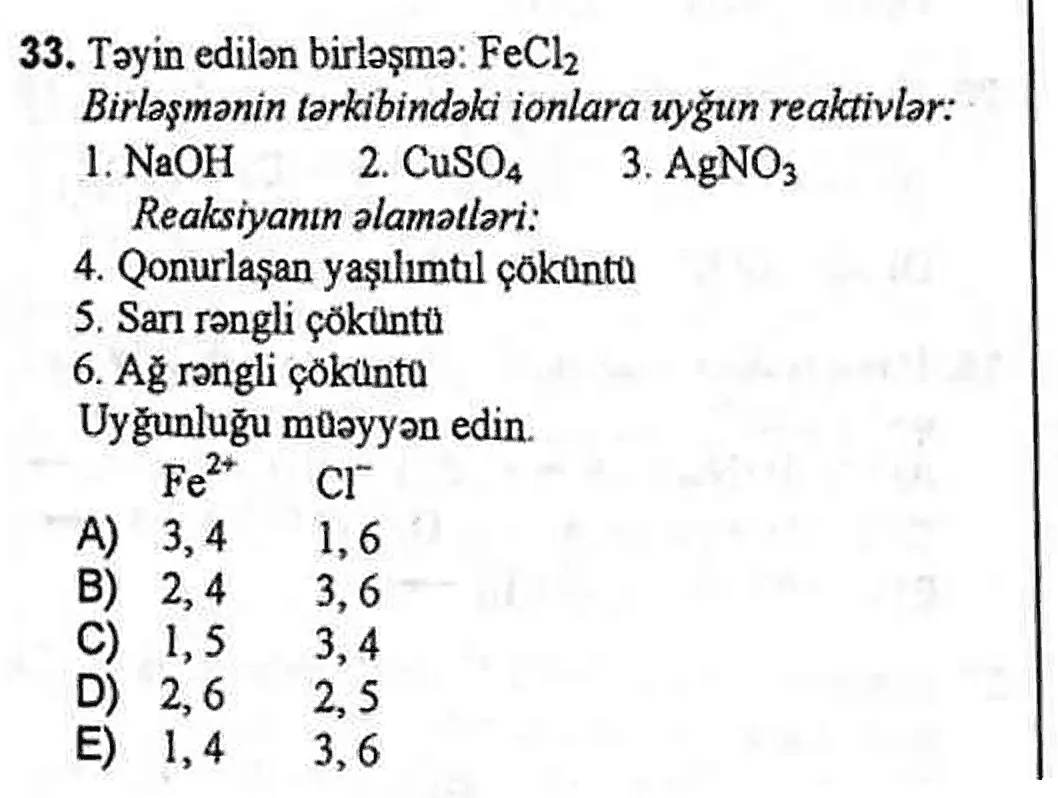 33. Təyin edilən birləşmə: FeCl₂
Birləşmənin tərkibindəki ionlara uyğun reaktivlər:
1. NaOH 2. CuSO₄ 3. AgNO₃
Reaksiyanın əlamətləri:
4. Qonurlaşan yaşılımtıl çöküntü
5. Sarı rəngli çöküntü
6. Ağ rəngli çöküntü
Uyğunluğu müəyyən edin.
Fe²⁺ Cl⁻
A) 3, 4 1, 6
B) 2, 4 3, 6
C) 1, 5 3, 4
D) 2, 6 2, 5
E) 1, 4 3, 6